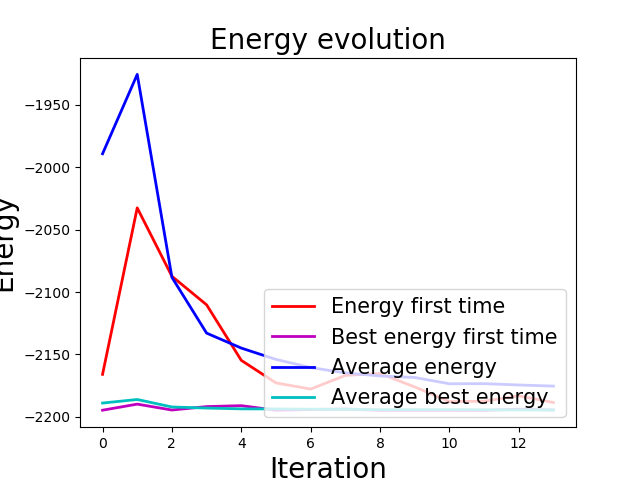 Energy evolution
Energy
−1950
−2000
−2050
−2100
−2150
−2200
Energy first time
Best energy first time
Average energy
Average best energy
0 2 4 6 8 10 12
Iteration